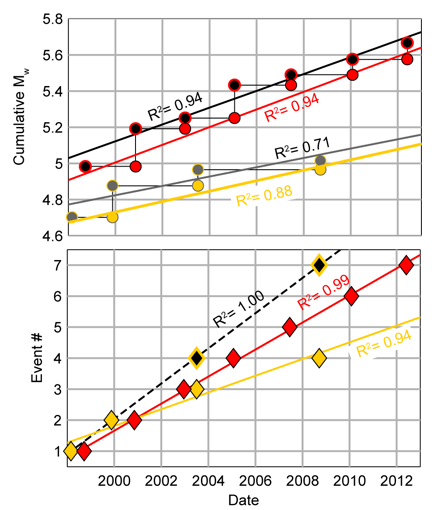 5.8
5.6
5.4
5.2
5
4.8
4.6
Cumulative Mw
R²= 0.94
R²= 0.94
R²= 0.71
R²= 0.88
7
6
5
4
3
2
1
Event #
R²= 1.00
R²= 0.99
R²= 0.94
2000 2002 2004 2006 2008 2010 2012
Date